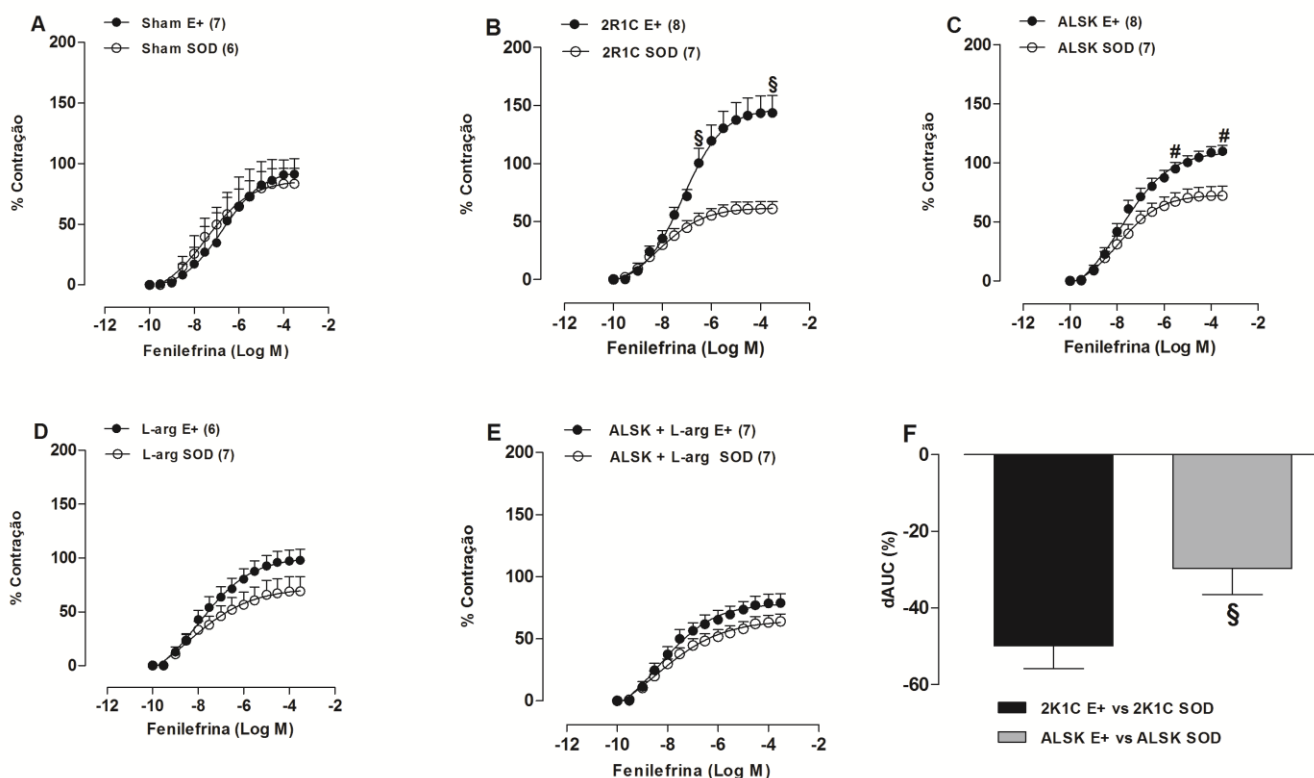 A
Sham E+ (7)
Sham SOD (6)
200
150
100
50
0
% Contração
-12 -10 -8 -6 -4 -2
Fenilefrina (Log M)
B
2R1C E+ (8)
2R1C SOD (7)
200
150
100
50
0
% Contração
§
§
-12 -10 -8 -6 -4 -2
Fenilefrina (Log M)
C
ALSK E+ (8)
ALSK SOD (7)
200
150
100
50
0
% Contração
#
#
-12 -10 -8 -6 -4 -2
Fenilefrina (Log M)
D
L-arg E+ (6)
L-arg SOD (7)
200
150
100
50
0
% Contração
-12 -10 -8 -6 -4 -2
Fenilefrina (Log M)
E
ALSK + L-arg E+ (7)
ALSK + L-arg SOD (7)
200
150
100
50
0
% Contração
-12 -10 -8 -6 -4 -2
Fenilefrina (Log M)
F
0
-20
-40
-60
dAUC (%)
§
2K1C E+ vs 2K1C SOD
ALSK E+ vs ALSK SOD